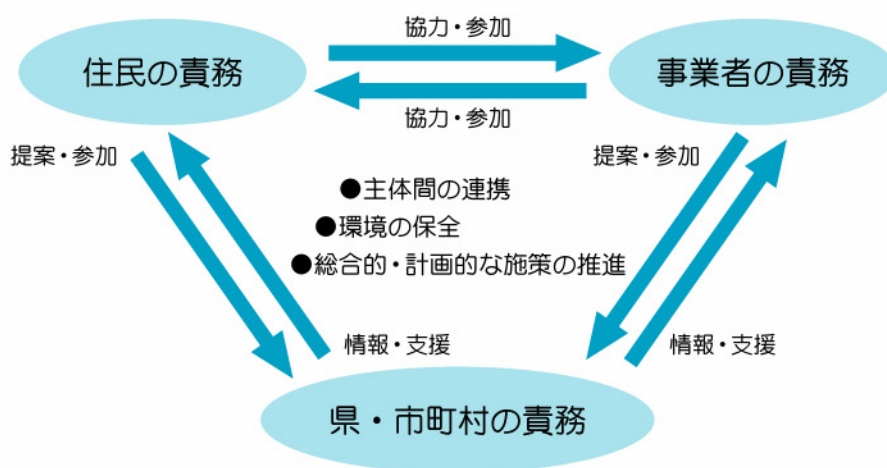 協力・参加
住民の責務
事業者の責務
協力・参加
提案・参加
提案・参加
●主体間の連携
●環境の保全
●総合的・計画的な施策の推進
情報・支援
情報・支援
県・市町村の責務